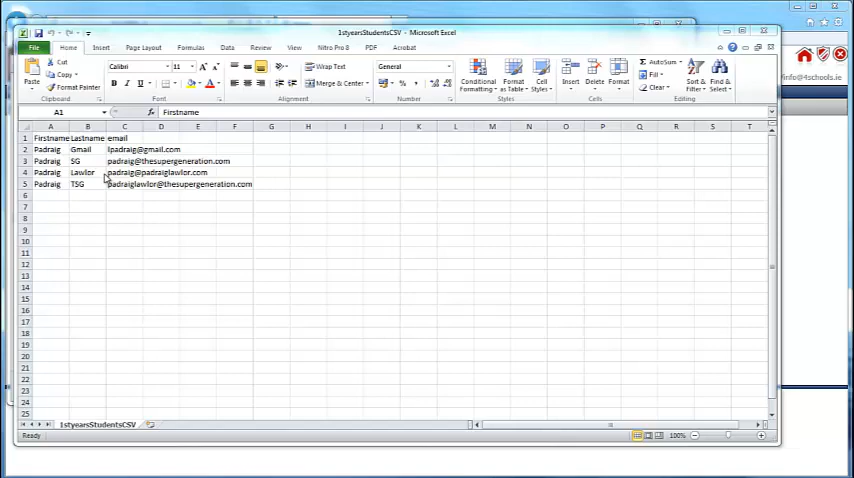 1styearsStudentsCSV - Microsoft Excel
File Home Insert Page Layout Formulas Data Review View Nitro Pro 8 PDF Acrobat
Paste
Cut
Copy
Format Painter
Clipboard
Calibri 11
B I U
Font
Wrap Text
Merge & Center
Alignment
General
Number
Conditional Formatting
Format as Table
Cell Styles
Styles
Insert Delete Format
Cells
AutoSum
Fill
Clear
Sort & Filter
Find & Select
Editing
info@4schools.ie
A1 fx Firstname
A B C D E F G H I J K L M N O P Q R S T
1 Firstname Lastname email
2 Padraig Gmail lpadraig@gmail.com
3 Padraig SG padraig@thesupergeneration.com
4 Padraig Lawlor padraig@padraiglawlor.com
5 Padraig TSG padraiglawlor@thesupergeneration.com
6
7
8
9
10
11
12
13
14
15
16
17
18
19
20
21
22
23
24
25
1styearsStudentsCSV
Ready 100%